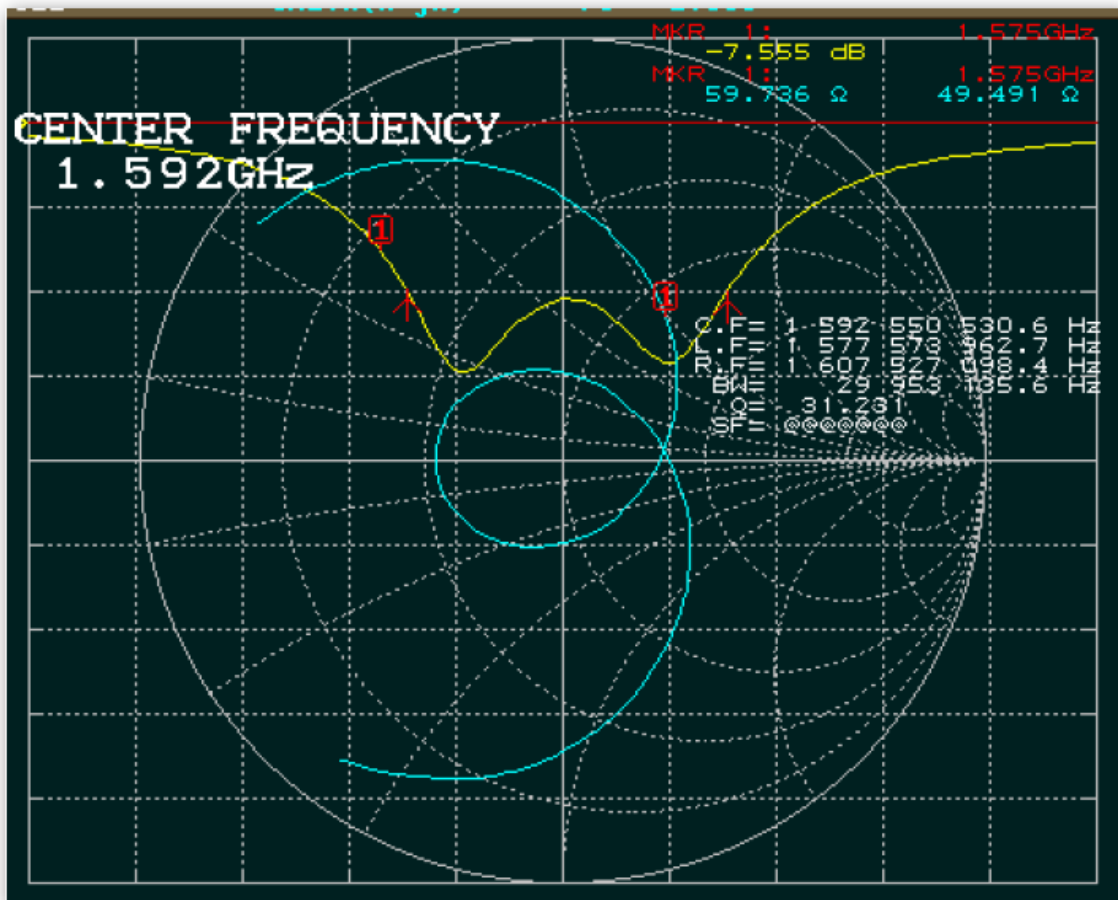 MKR 1: 1.575GHz
-7.555 dB
MKR 1: 1.575GHz
59.736 Ω 49.491 Ω
CENTER FREQUENCY
1.592GHz
1
1
C.F= 1 592 550 530.6 Hz
L.F= 1 577 573 962.7 Hz
R.F= 1 607 527 098.4 Hz
BW= 29 953 135.6 Hz
Q= 31.231
SF= @@@@@@@